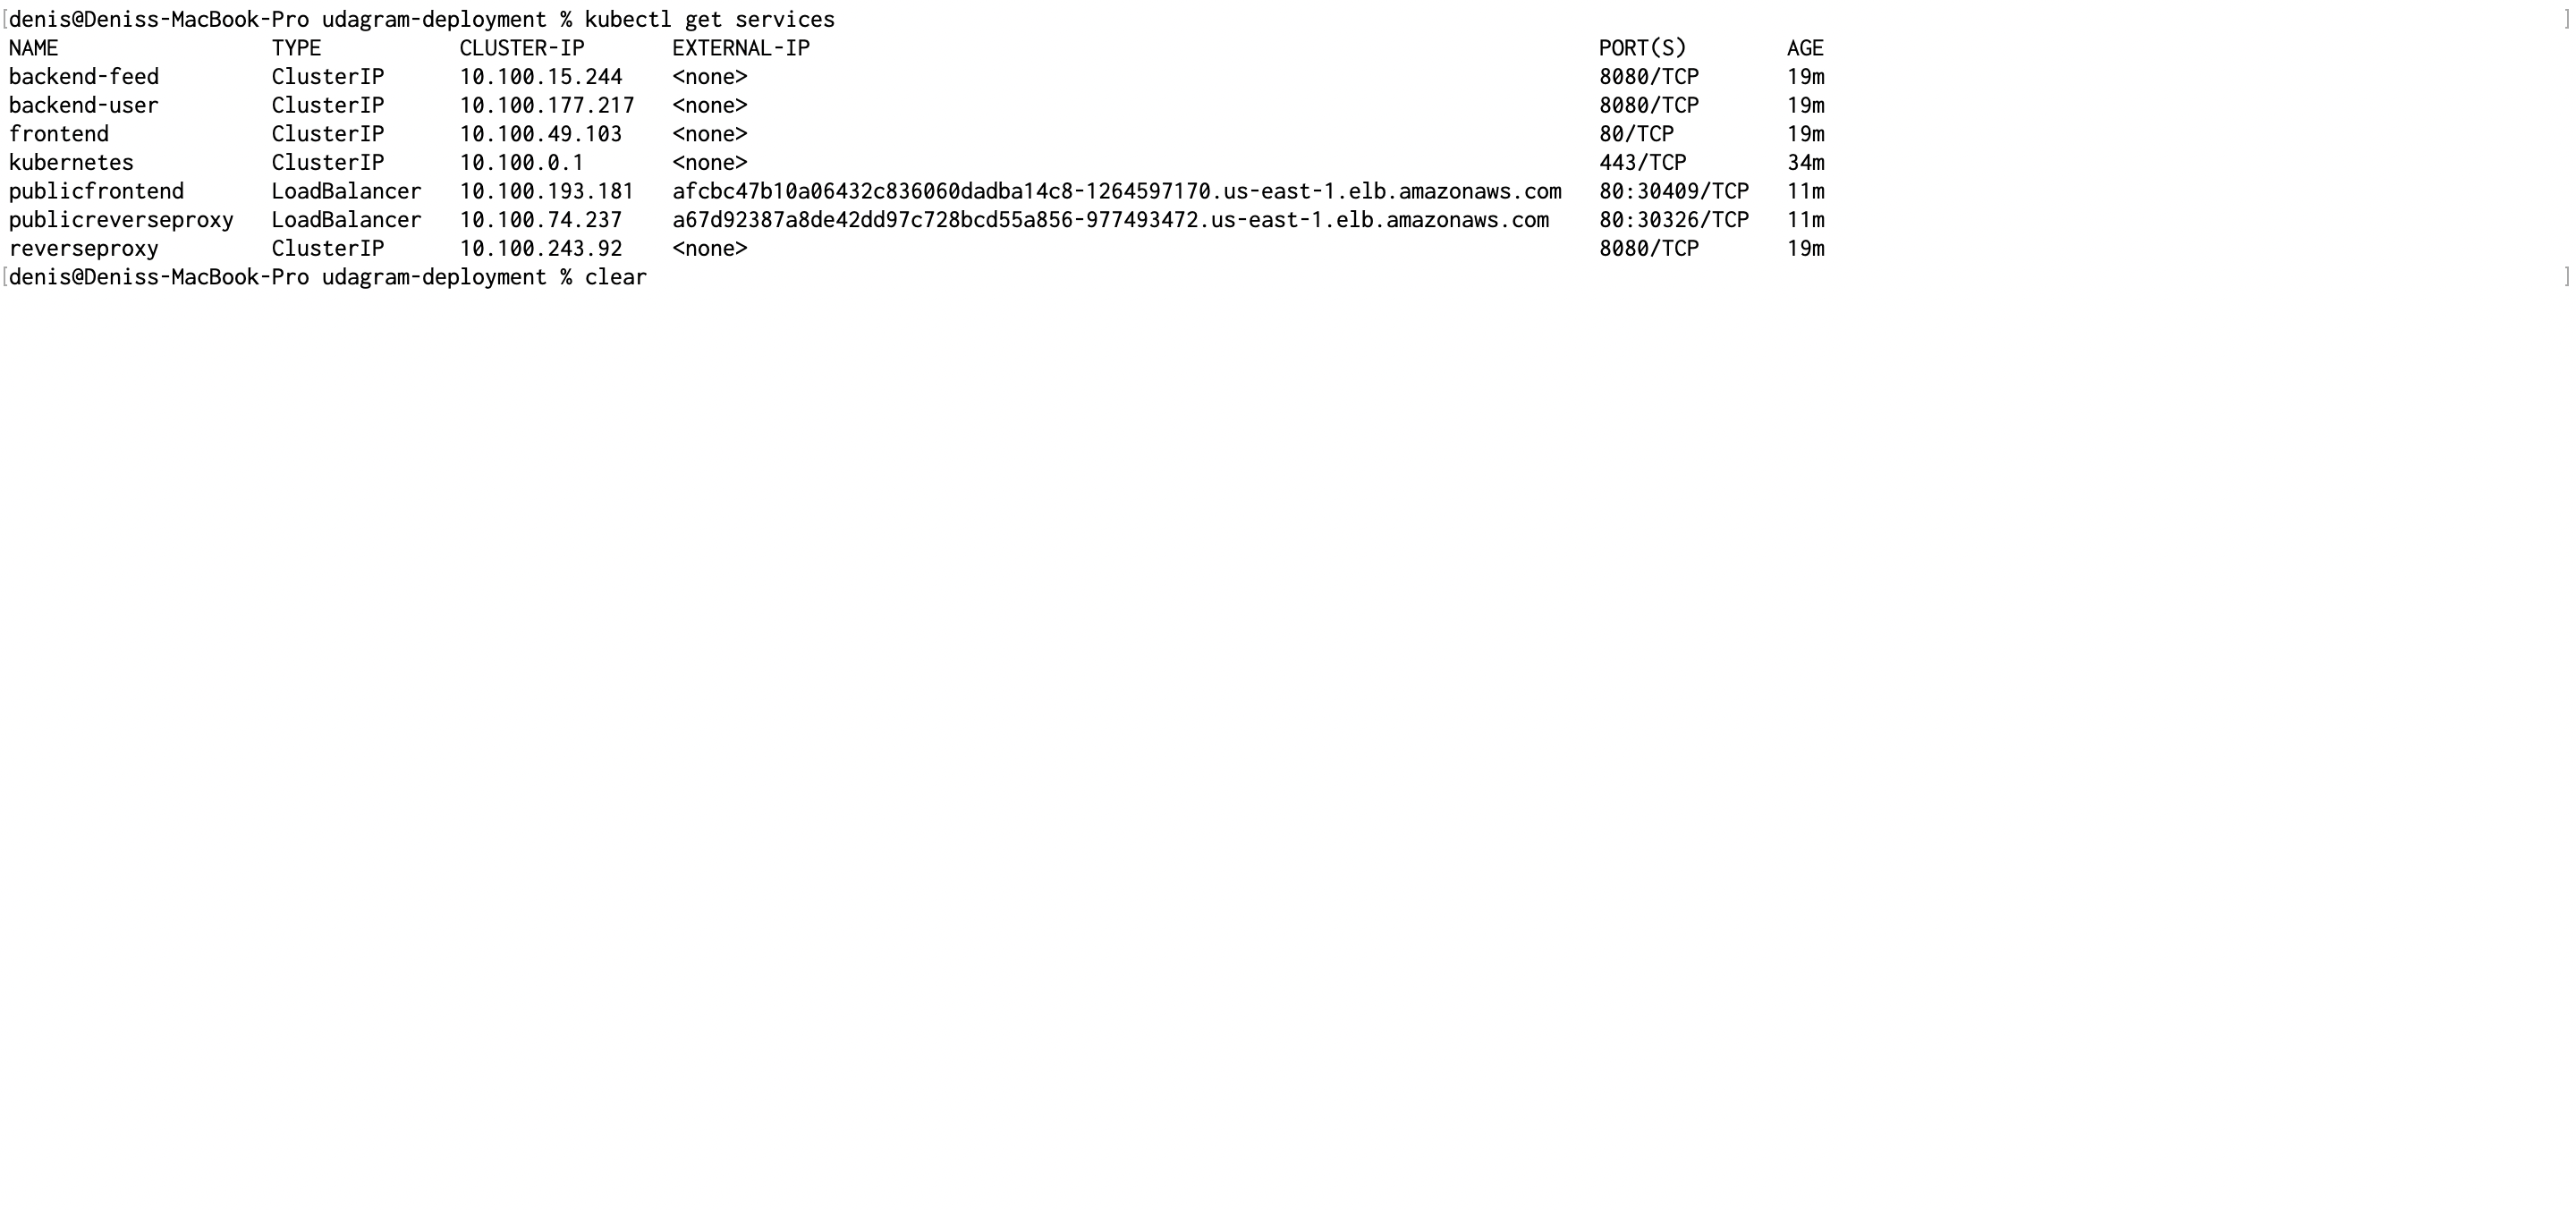 [denis@Deniss-MacBook-Pro udagram-deployment % kubectl get services ]
NAME TYPE CLUSTER-IP EXTERNAL-IP PORT(S) AGE
backend-feed ClusterIP 10.100.15.244 <none> 8080/TCP 19m
backend-user ClusterIP 10.100.177.217 <none> 8080/TCP 19m
frontend ClusterIP 10.100.49.103 <none> 80/TCP 19m
kubernetes ClusterIP 10.100.0.1 <none> 443/TCP 34m
publicfrontend LoadBalancer 10.100.193.181 afcbc47b10a06432c836060dadba14c8-1264597170.us-east-1.elb.amazonaws.com 80:30409/TCP 11m
publicreverseproxy LoadBalancer 10.100.74.237 a67d92387a8de42dd97c728bcd55a856-977493472.us-east-1.elb.amazonaws.com 80:30326/TCP 11m
reverseproxy ClusterIP 10.100.243.92 <none> 8080/TCP 19m
[denis@Deniss-MacBook-Pro udagram-deployment % clear ]